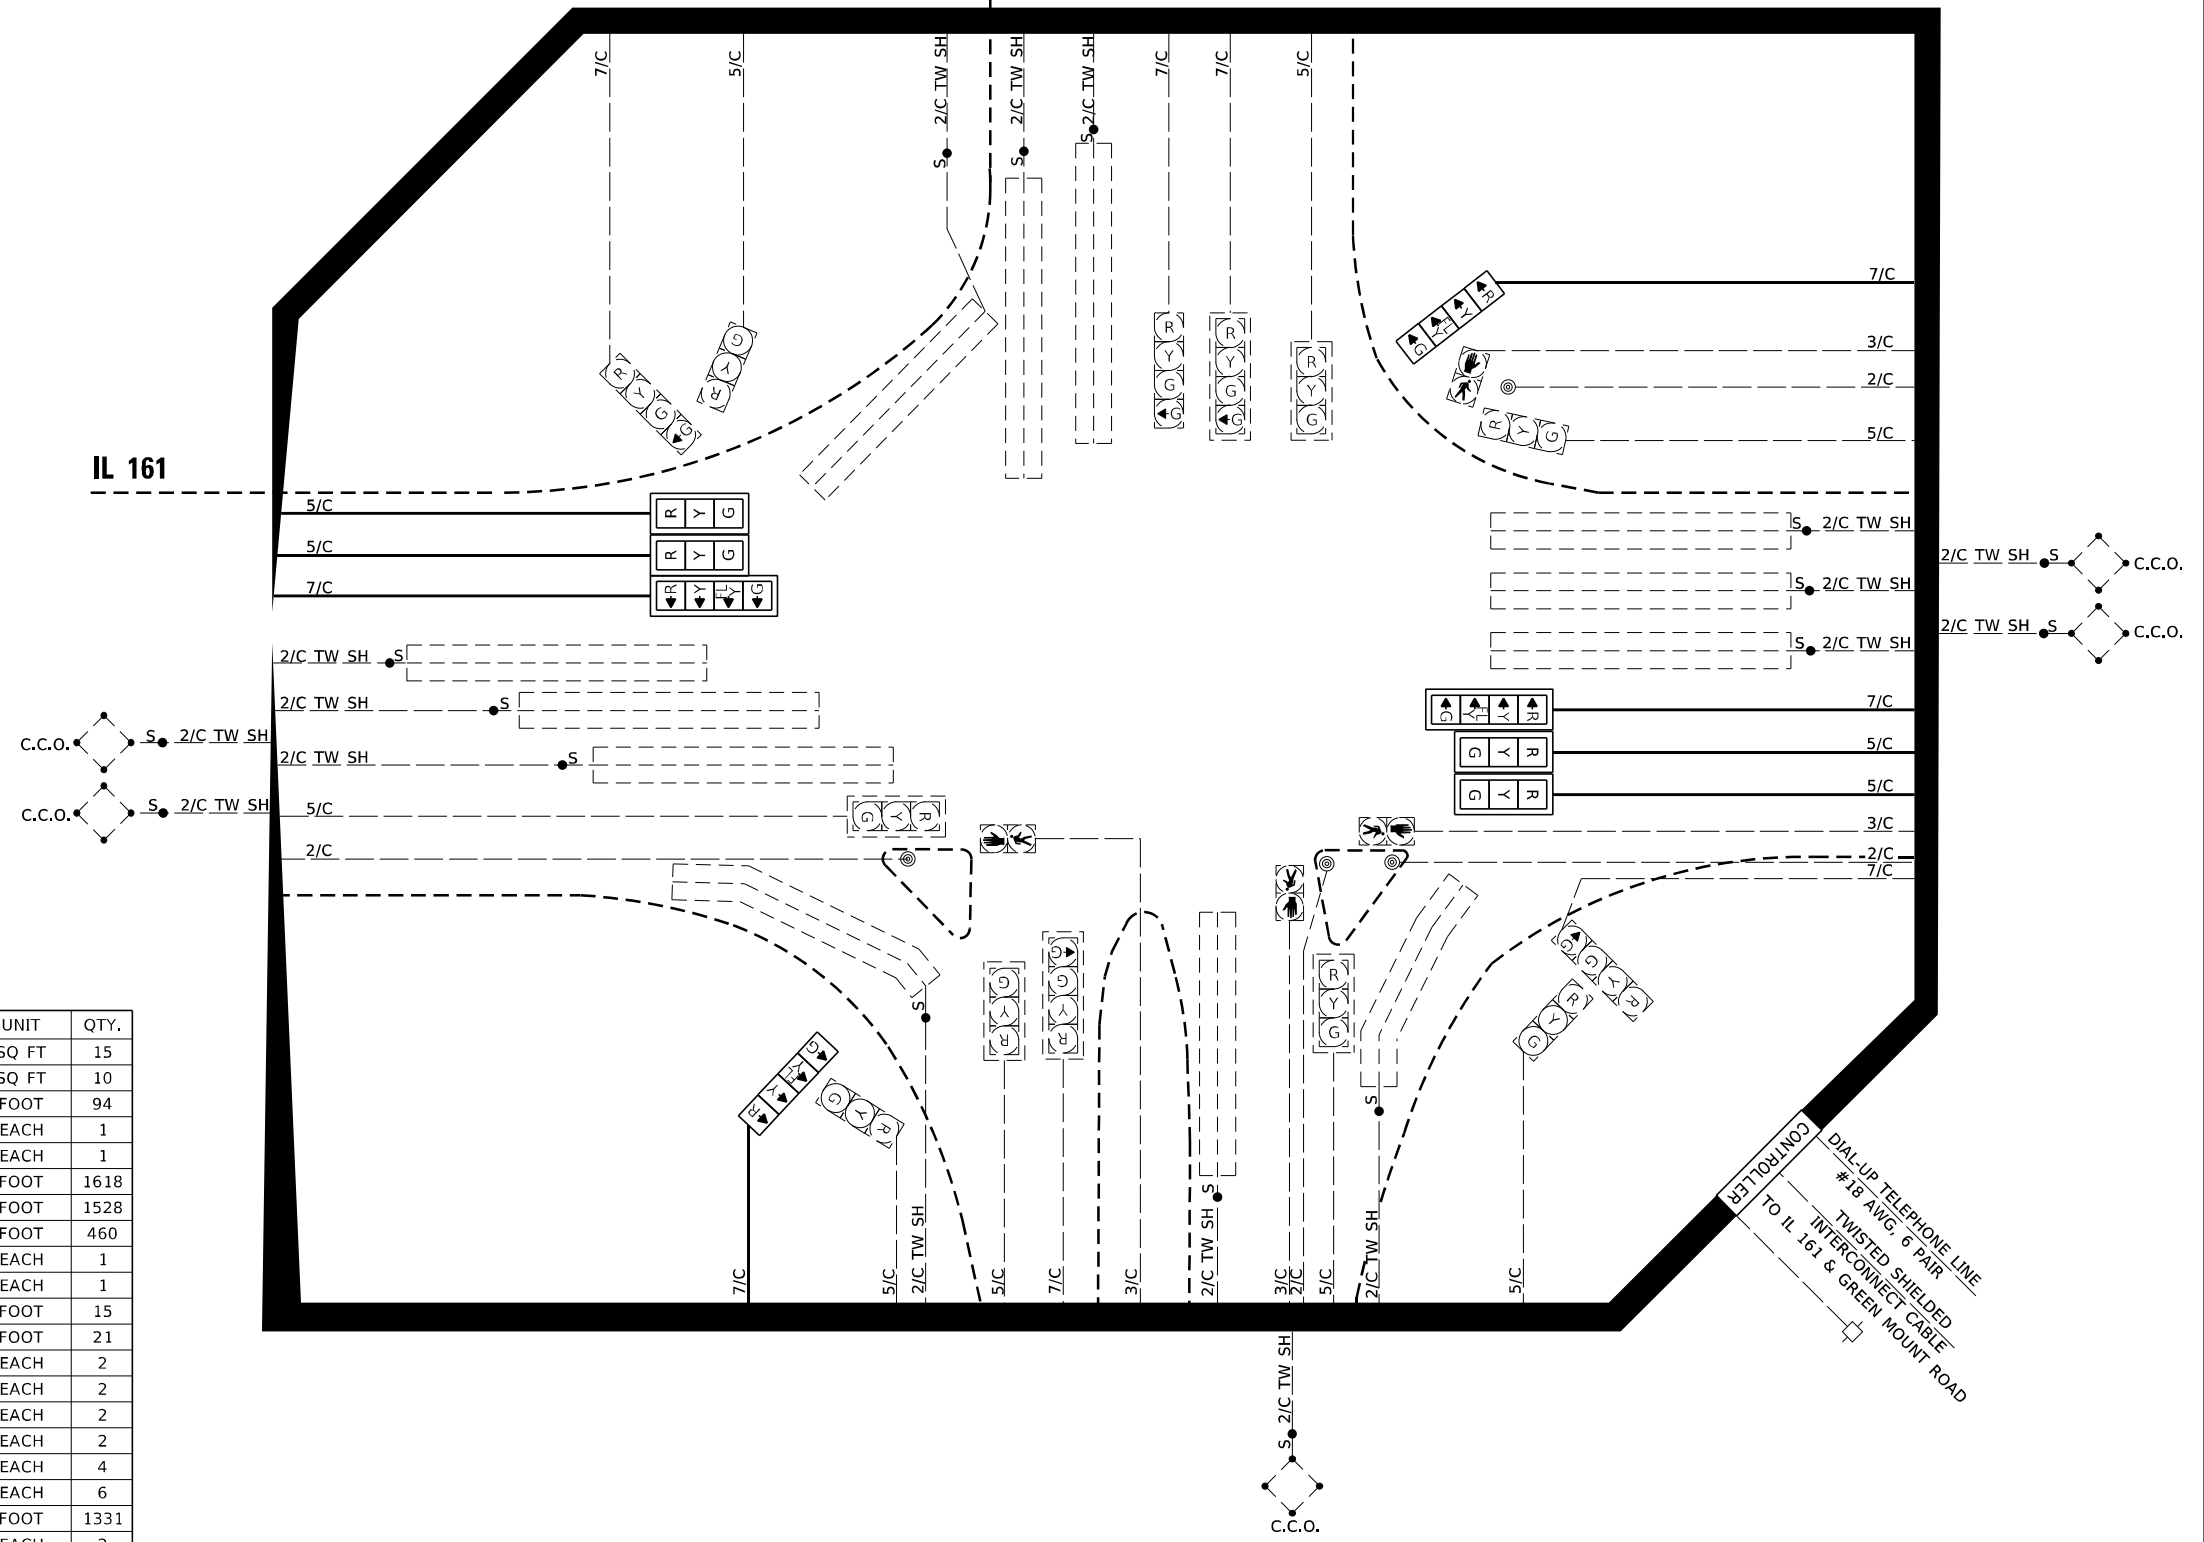 7/C
5/C
2/C TW SH
2/C TW SH
2/C TW SH
7/C
7/C
5/C
S
S
S
R
Y
G
G
R
Y
G
G
R
Y
G
R
Y
G
G
G
Y
R
R
Y
FL
Y
G
7/C
3/C
2/C
R
Y
G
5/C
IL 161
5/C
R Y G
5/C
R Y G
7/C
R Y FL Y G
S 2/C TW SH
S 2/C TW SH
S 2/C TW SH
2/C TW SH S C.C.O.
2/C TW SH S C.C.O.
2/C TW SH S
2/C TW SH S
2/C TW SH S
C.C.O. S 2/C TW SH
C.C.O. S 2/C TW SH
G Y FL Y R 7/C
G Y R 5/C
G Y R 5/C
5/C
G Y R
2/C
3/C
2/C
7/C
S
G
Y
R
5/C
G
G
Y
R
7/C
3/C
S
2/C TW SH
3/C
2/C
R
Y
G
5/C
S
2/C TW SH
G
G
Y
R
R
Y
G
5/C
G
Y
FL
Y
R
7/C
G
Y
R
5/C
2/C TW SH
CONTROLLER
DIAL-UP TELEPHONE LINE
#18 AWG, 6 PAIR
TWISTED SHIELDED
INTERCONNECT CABLE
TO IL 161 & GREEN MOUNT ROAD
2/C TW SH
S
C.C.O.
UNIT QTY.
SQ FT 15
SQ FT 10
FOOT 94
EACH 1
EACH 1
FOOT 1618
FOOT 1528
FOOT 460
EACH 1
EACH 1
FOOT 15
FOOT 21
EACH 2
EACH 2
EACH 2
EACH 2
EACH 4
EACH 6
FOOT 1331